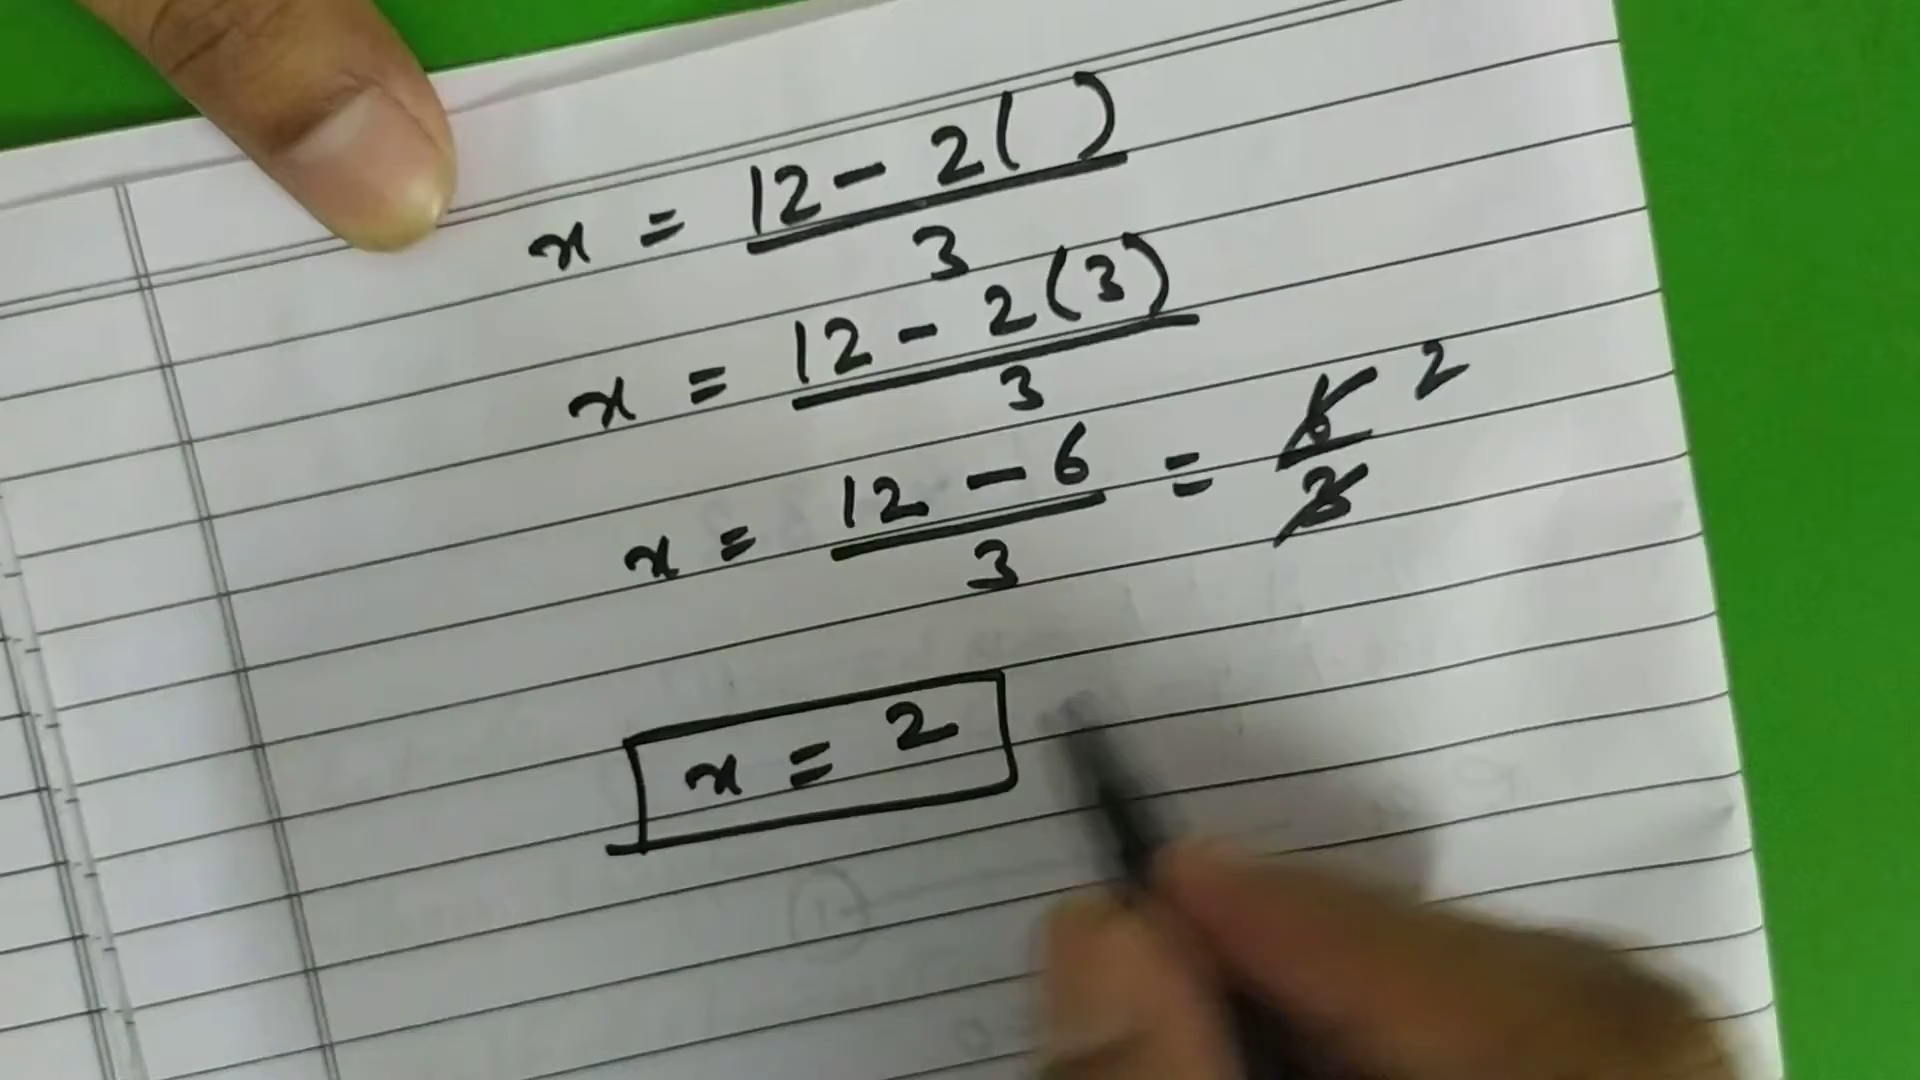 x = 12 - 2( ) / 3
x = 12 - 2(3) / 3
x = 12 - 6 / 3 = 6 / 3 2
x = 2